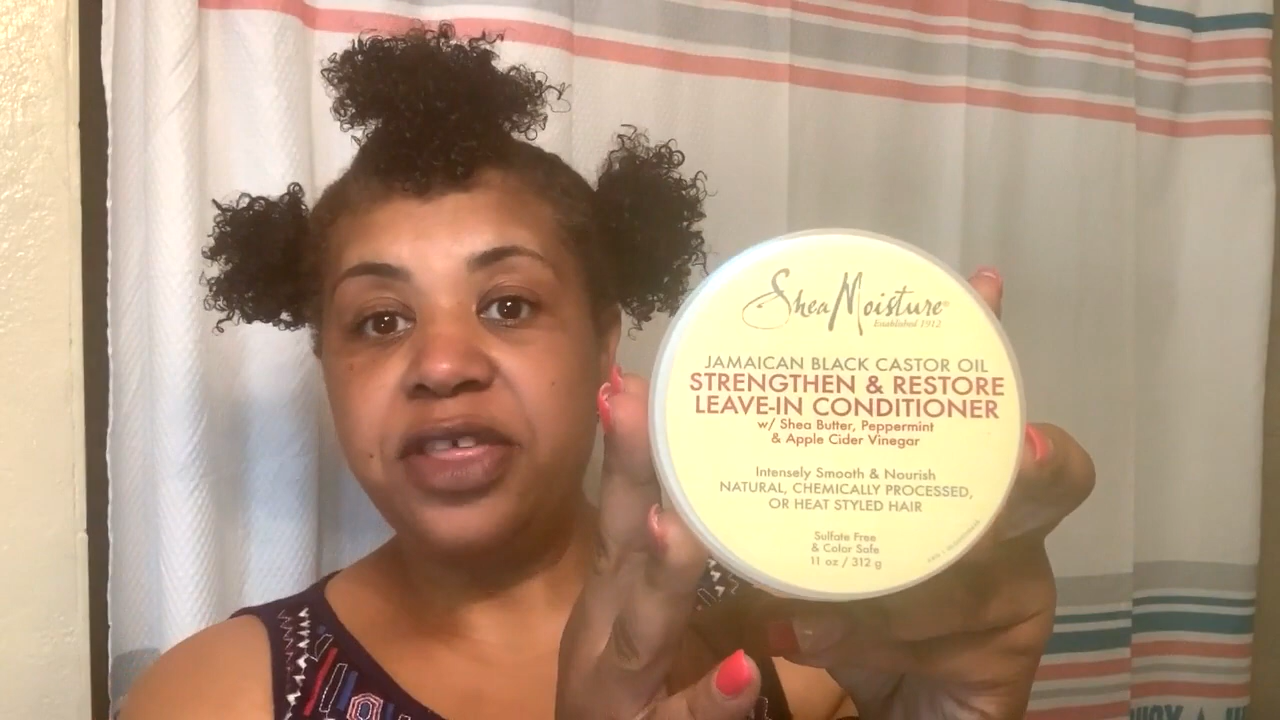 SheaMoisture®
Established 1912
JAMAICAN BLACK CASTOR OIL
STRENGTHEN & RESTORE
LEAVE-IN CONDITIONER
w/ Shea Butter, Peppermint
& Apple Cider Vinegar
Intensely Smooth & Nourish
NATURAL, CHEMICALLY PROCESSED,
OR HEAT STYLED HAIR
Sulfate Free
& Color Safe
11 oz / 312 g